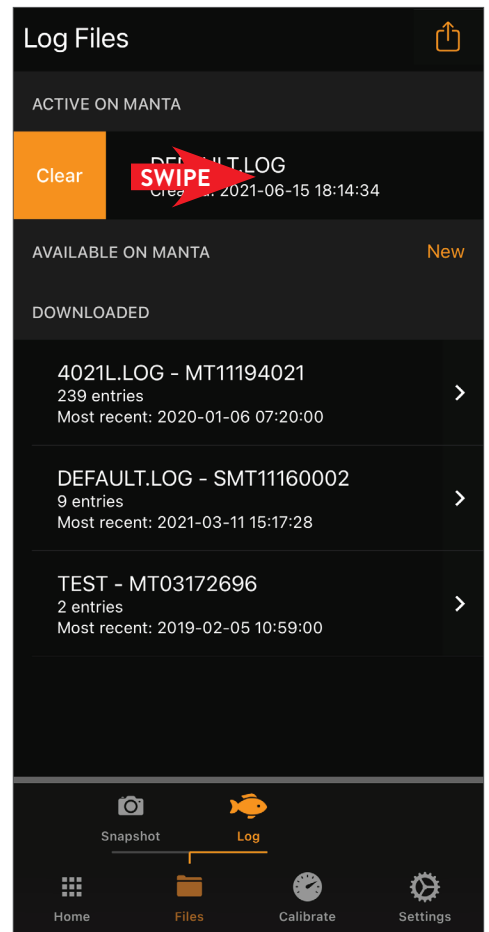 Log Files
ACTIVE ON MANTA
Clear
SWIPE
2021-06-15 18:14:34
AVAILABLE ON MANTA
New
DOWNLOADED
4021L.LOG - MT11194021
239 entries
Most recent: 2020-01-06 07:20:00
DEFAULT.LOG - SMT11160002
9 entries
Most recent: 2021-03-11 15:17:28
TEST - MT03172696
2 entries
Most recent: 2019-02-05 10:59:00
Snapshot
Log
Home
Files
Calibrate
Settings